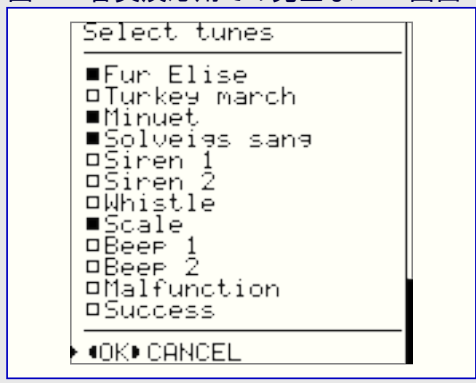 Select tunes
■Fur Elise
□Turkey march
■Minuet
■Solveigs sang
□Siren 1
□Siren 2
□Whistle
■Scale
□Beep 1
□Beep 2
□Malfunction
□Success
OK CANCEL